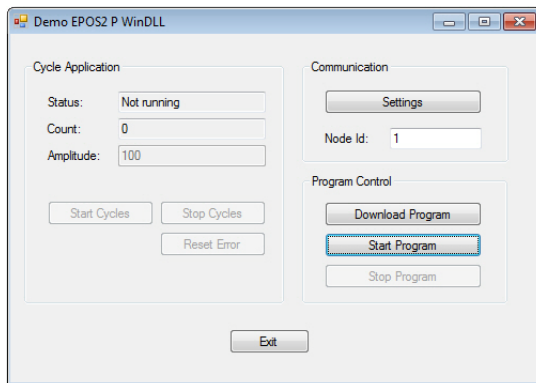 Demo EPOS2 P WinDLL
Cycle Application
Status: Not running
Count: 0
Amplitude: 100
Start Cycles Stop Cycles
Reset Error
Communication
Settings
Node Id: 1
Program Control
Download Program
Start Program
Stop Program
Exit